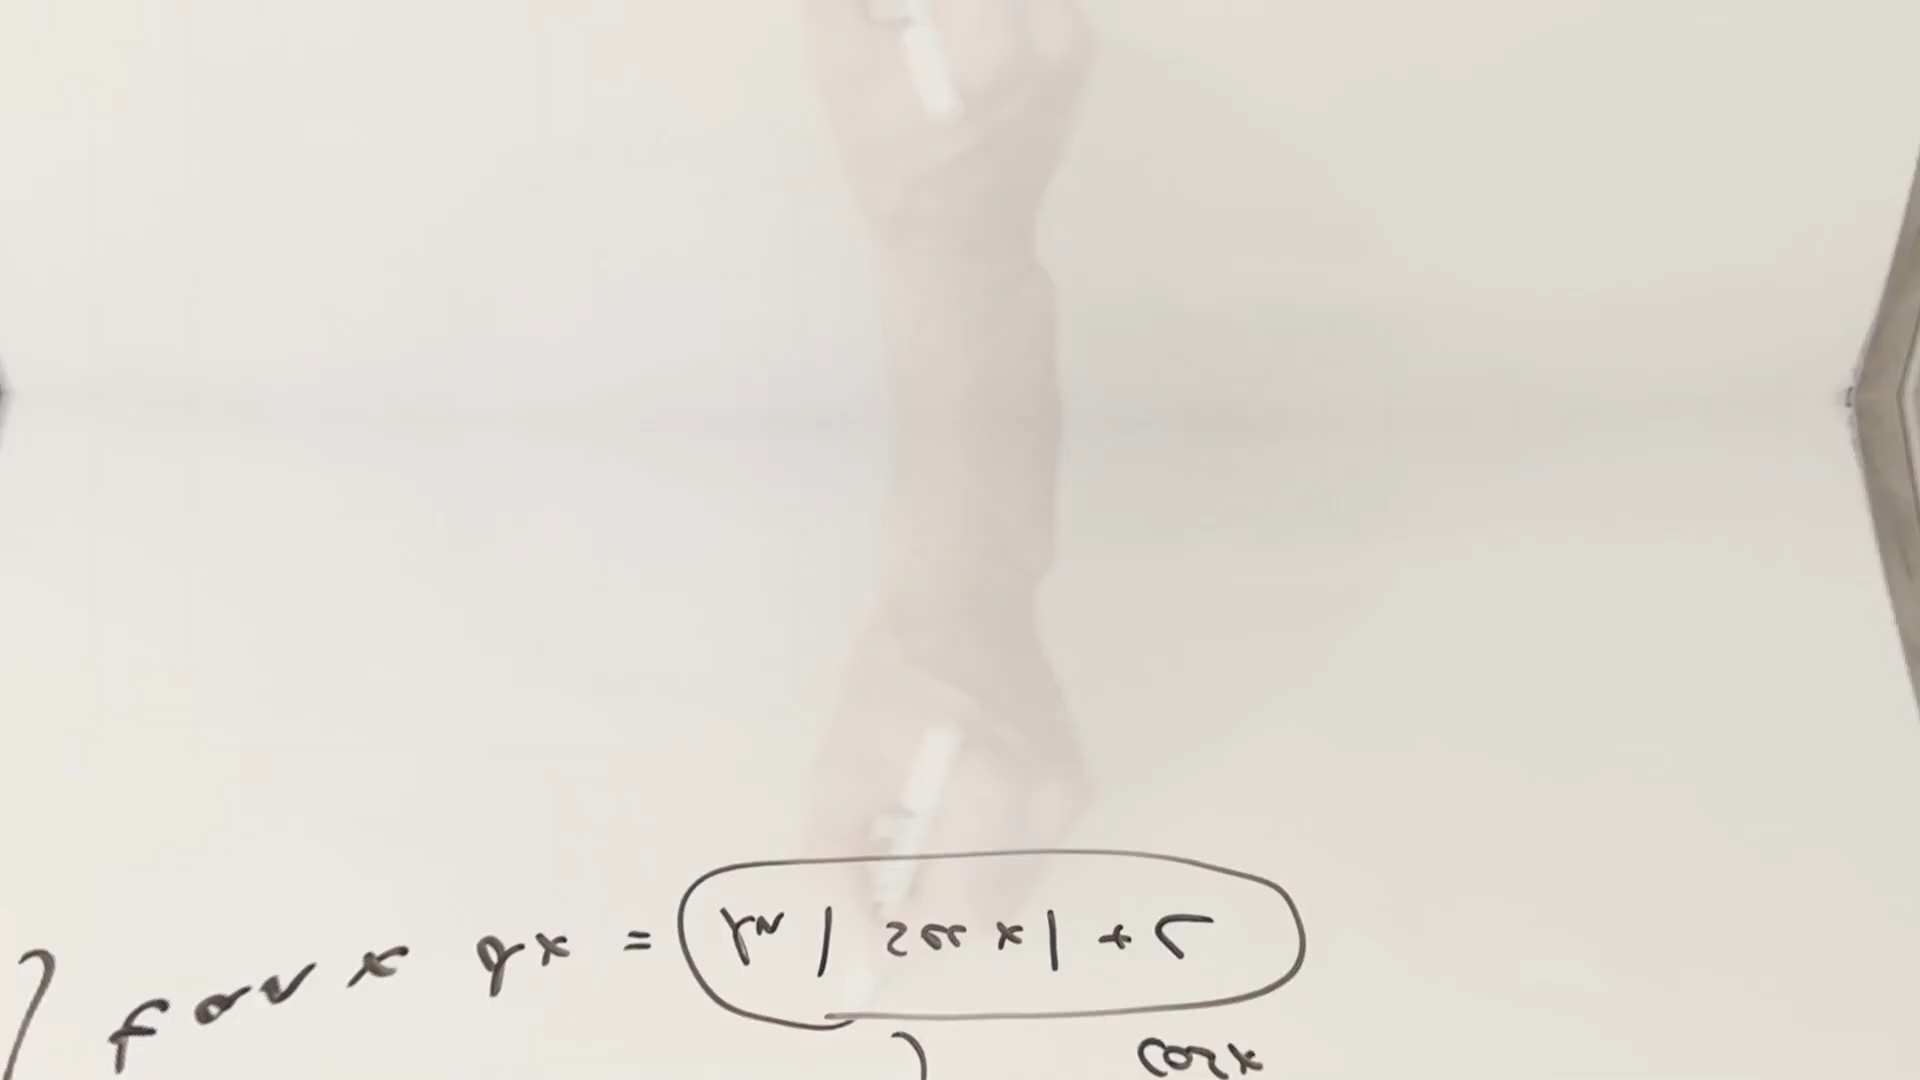 cos x
∫ tan x dx = ln | sec x | + C